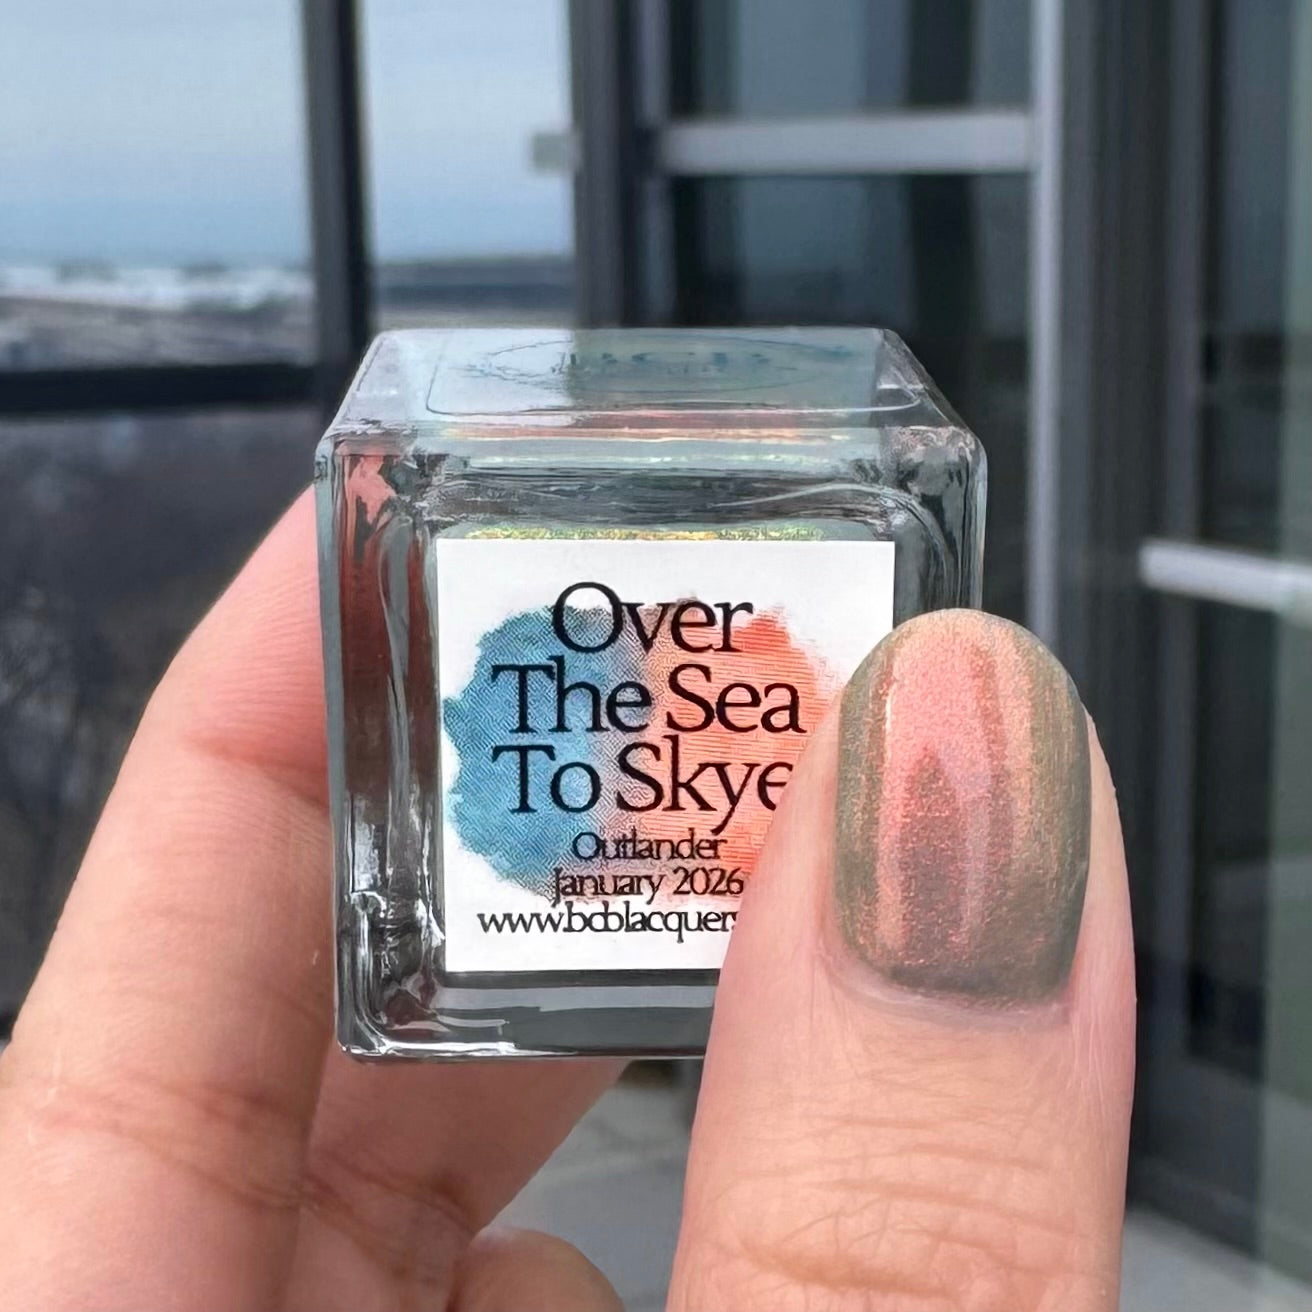 Over
The Sea
To Skye
Outlander
January 2026
www.bcblacquers